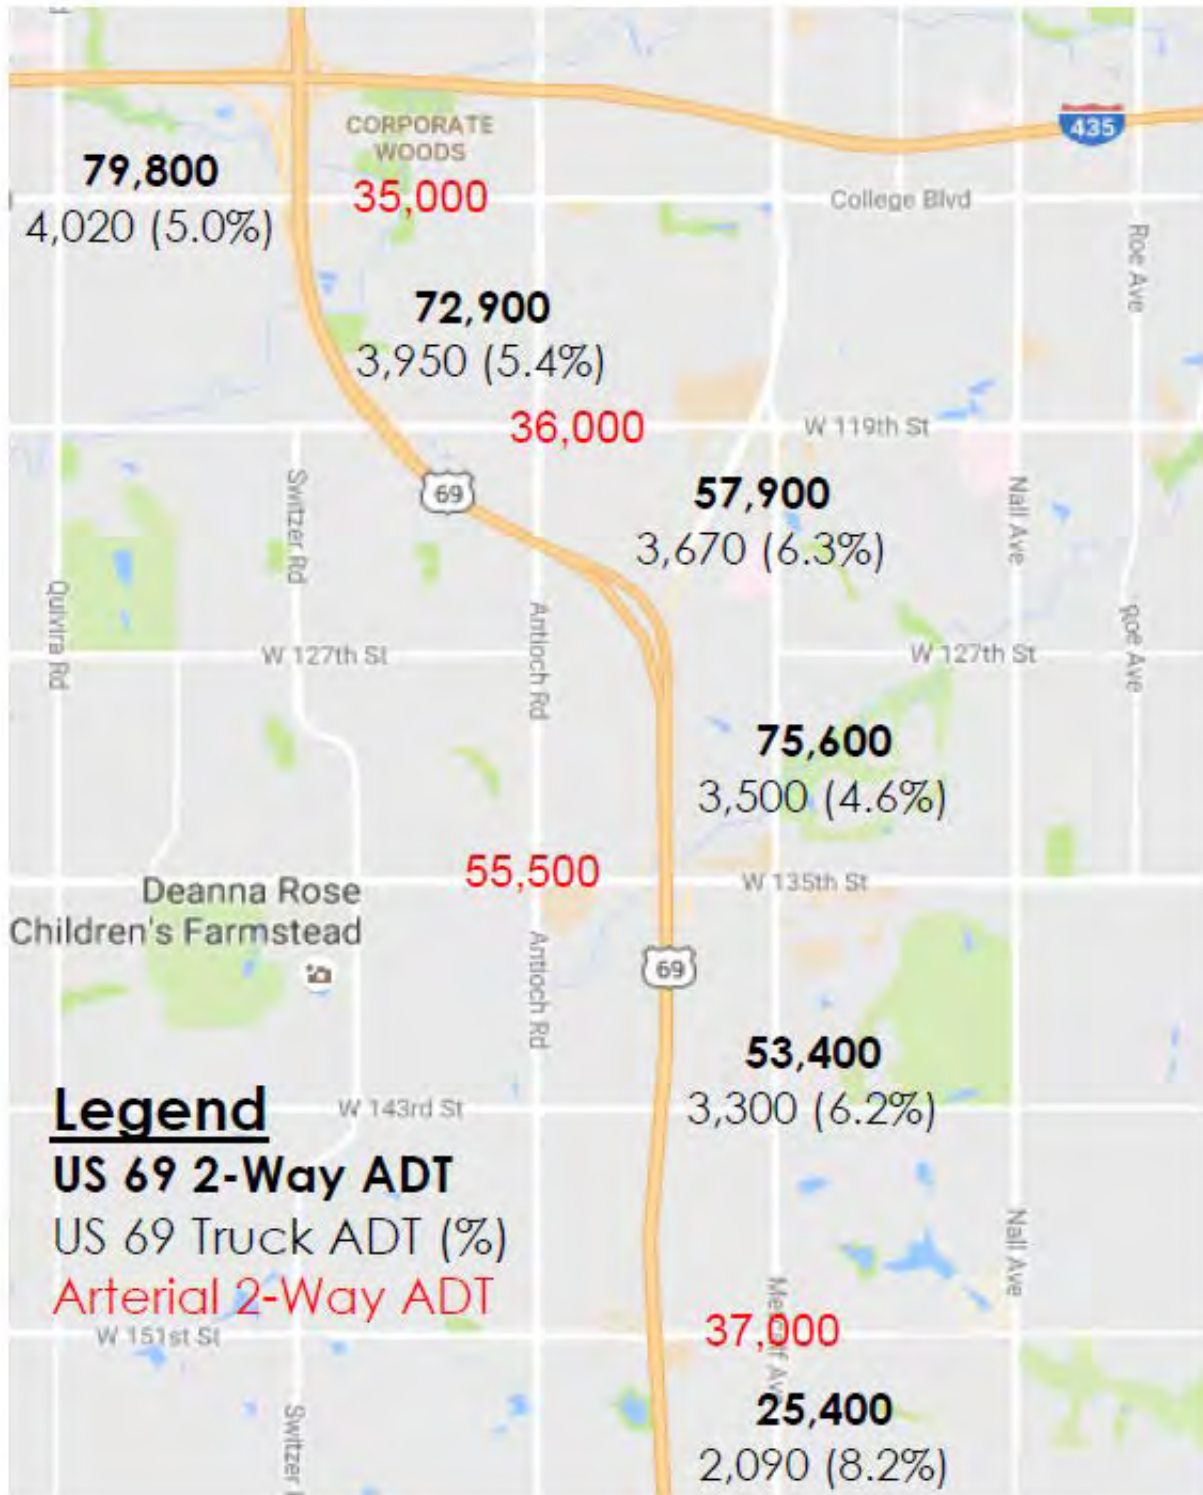 435
CORPORATE
WOODS
79,800
4,020 (5.0%)
35,000
College Blvd
Roe Ave
72,900
3,950 (5.4%)
36,000
W 119th St
69
Switzer Rd
57,900
3,670 (6.3%)
Nall Ave
Quivira Rd
Antioch Rd
Roe Ave
W 127th St
W 127th St
75,600
3,500 (4.6%)
55,500
W 135th St
Deanna Rose
Children's Farmstead
Antioch Rd
69
53,400
3,300 (6.2%)
Legend
W 143rd St
US 69 2-Way ADT
US 69 Truck ADT (%)
Arterial 2-Way ADT
Nall Ave
W 151st St
37,000
Metcalf Ave
25,400
2,090 (8.2%)
Switzer